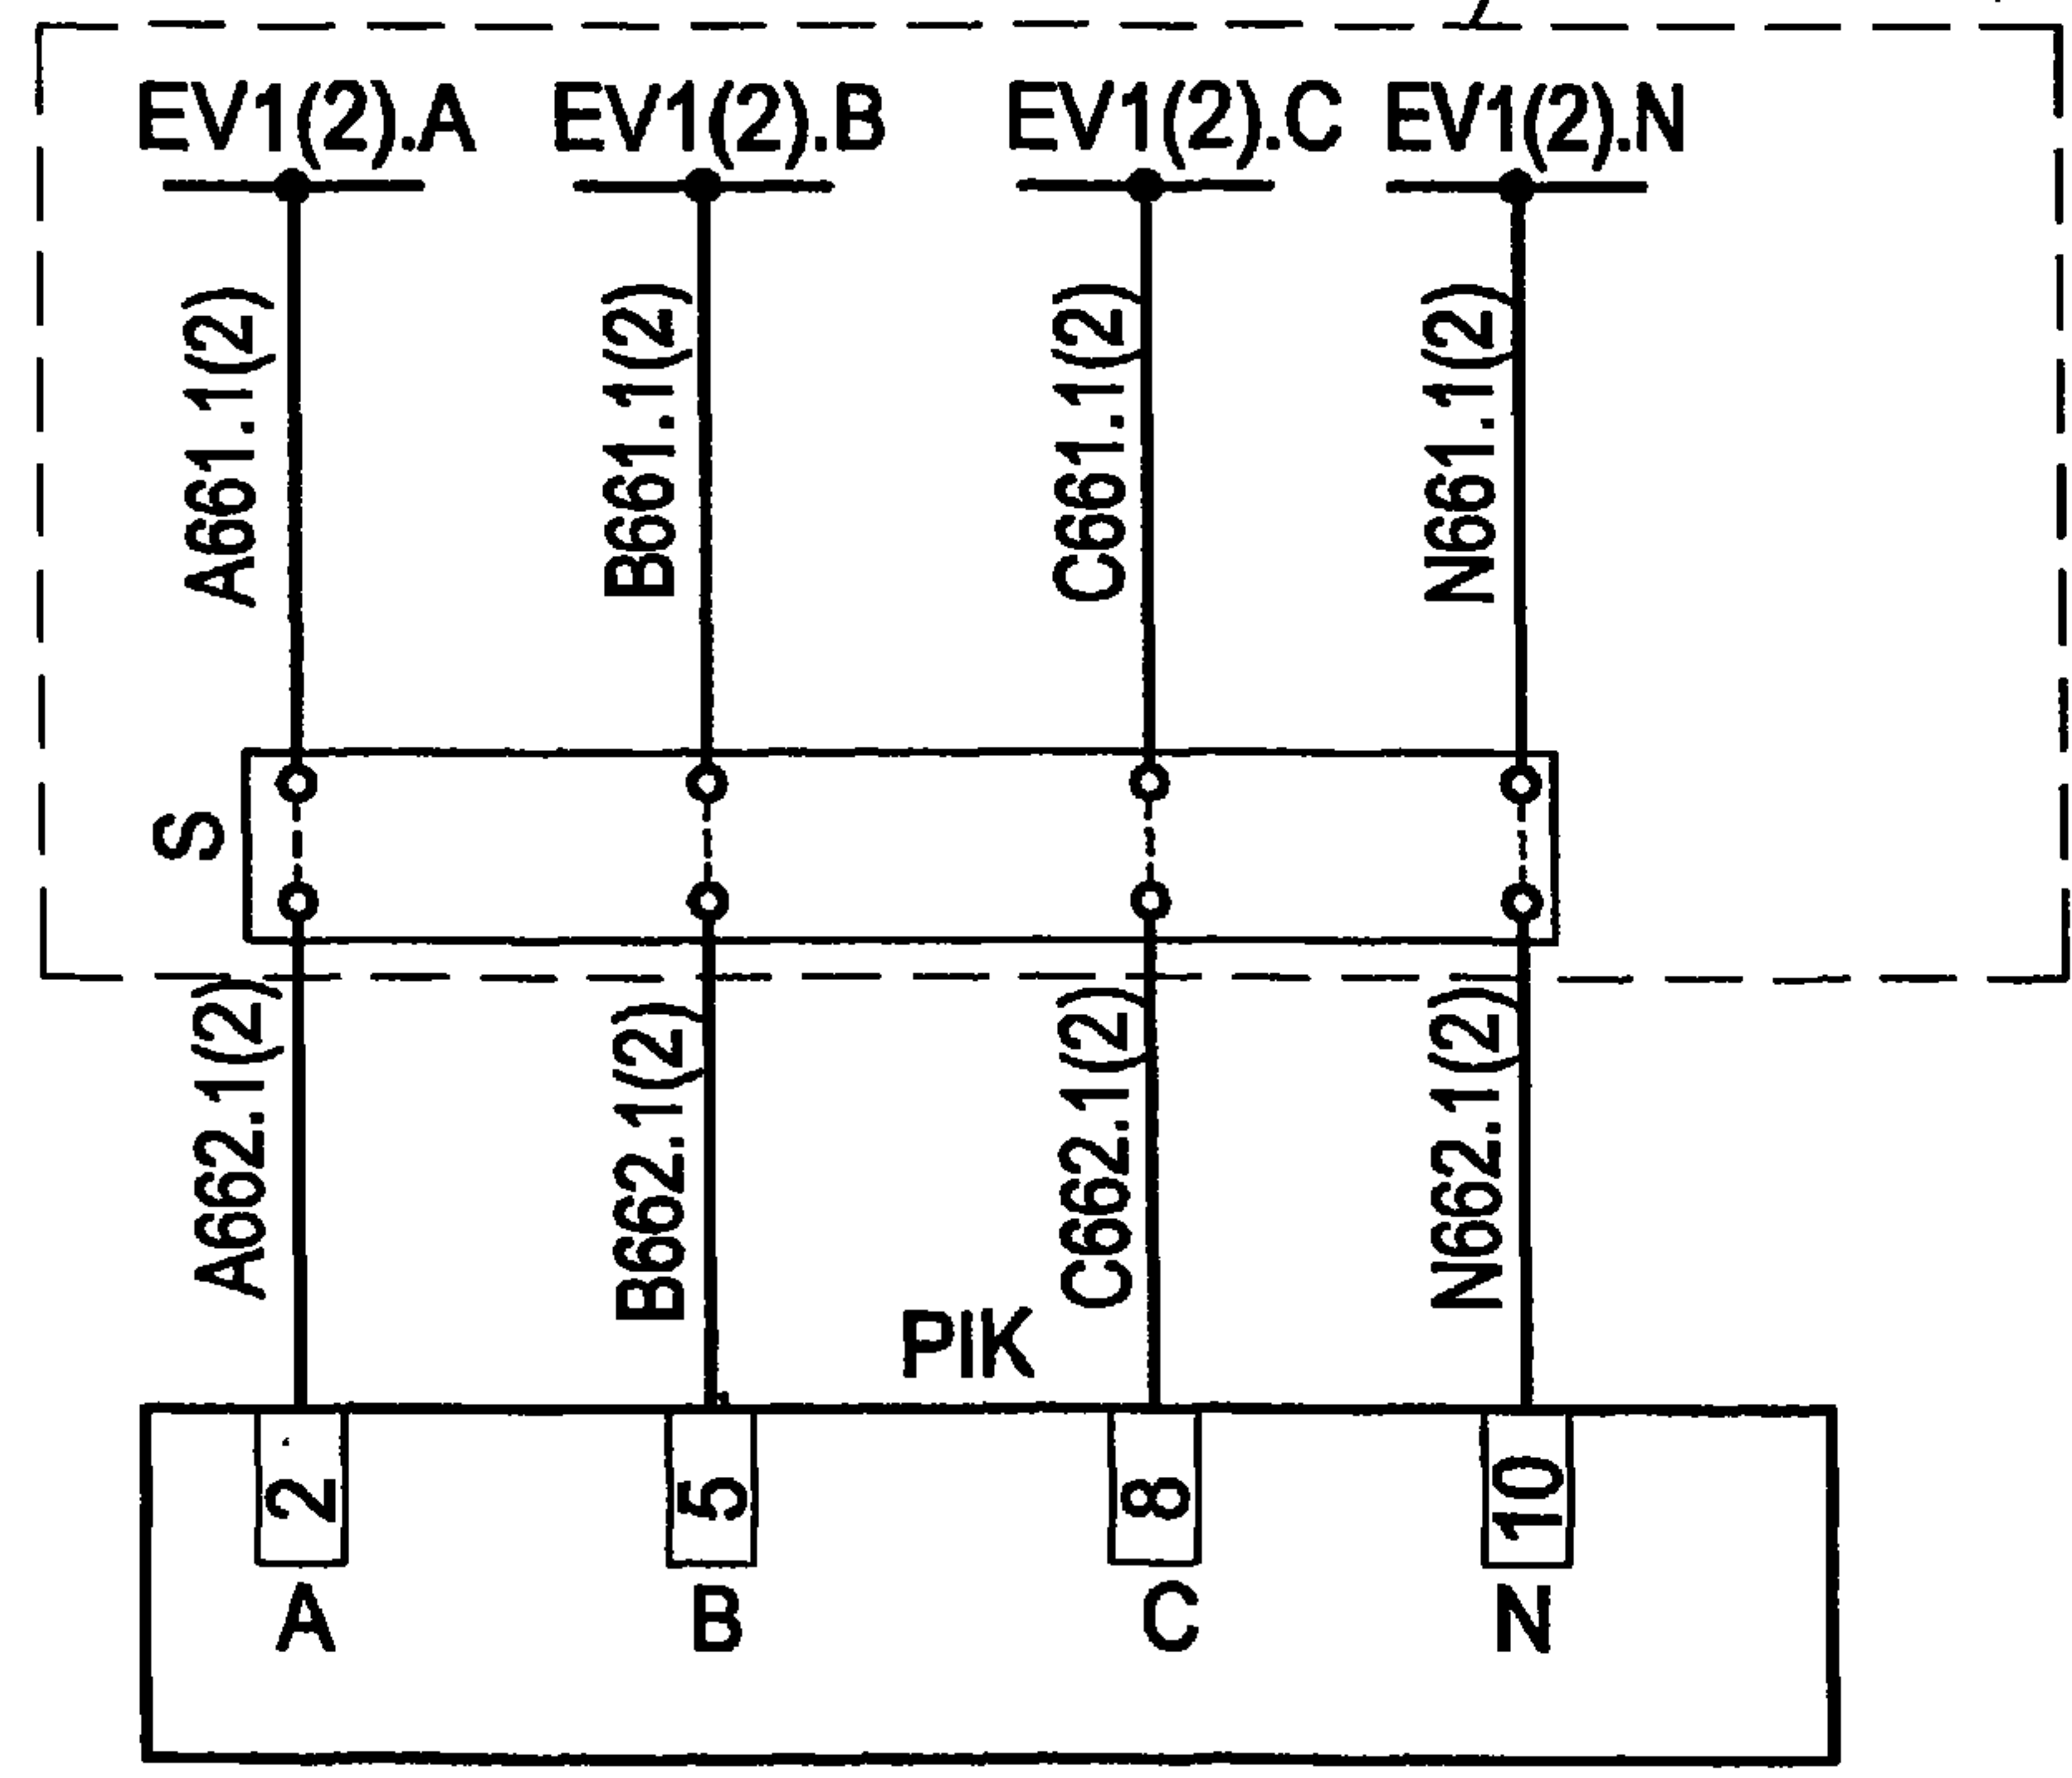 EV1(2).A EV1(2).B EV1(2).C EV1(2).N
A661.1(2) B661.1(2) C661.1(2) N661.1(2)
S
A662.1(2) B662.1(2) C662.1(2) N662.1(2)
PIK
2 5 8 10
A B C N